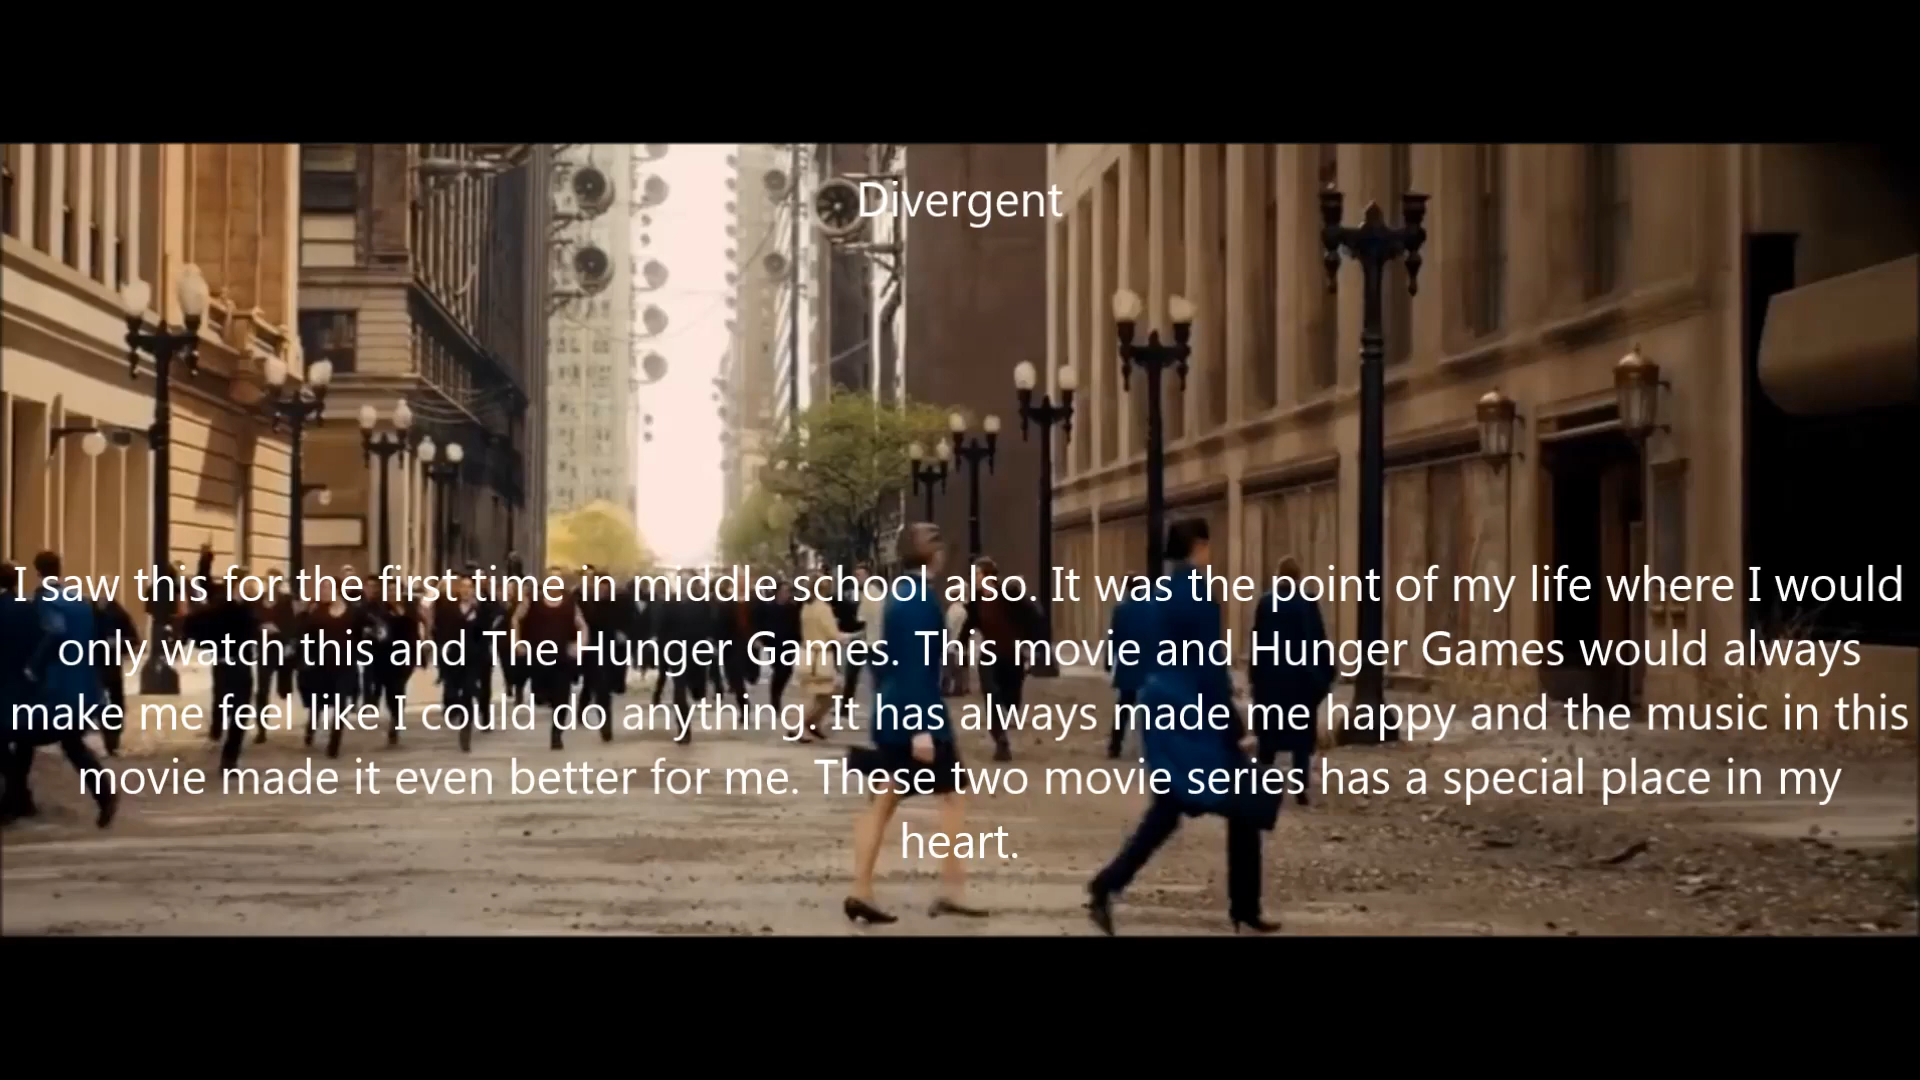 Divergent
I saw this for the first time in middle school also. It was the point of my life where I would
only watch this and The Hunger Games. This movie and Hunger Games would always
make me feel like I could do anything. It has always made me happy and the music in this
movie made it even better for me. These two movie series has a special place in my
heart.